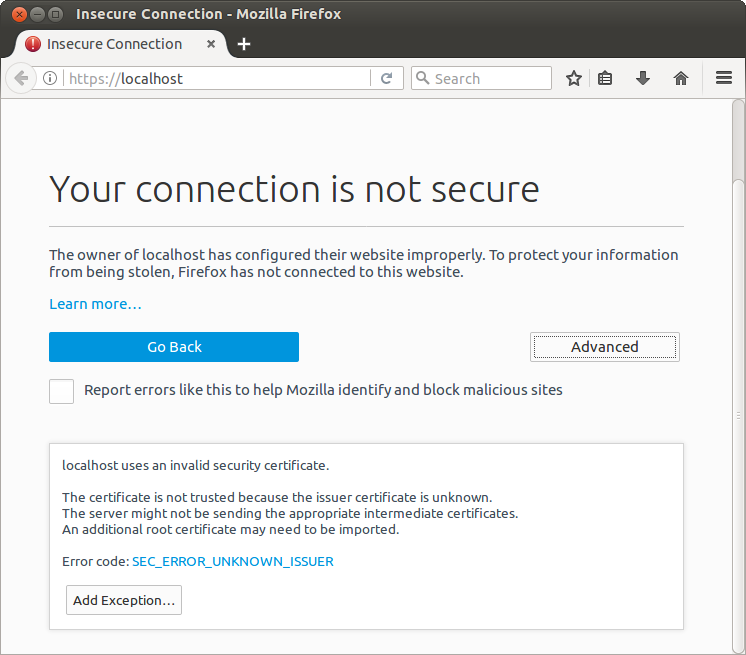 Insecure Connection - Mozilla Firefox
Insecure Connection
https://localhost
Search
Your connection is not secure
The owner of localhost has configured their website improperly. To protect your information
from being stolen, Firefox has not connected to this website.
Learn more…
Go Back
Advanced
Report errors like this to help Mozilla identify and block malicious sites
localhost uses an invalid security certificate.
The certificate is not trusted because the issuer certificate is unknown.
The server might not be sending the appropriate intermediate certificates.
An additional root certificate may need to be imported.
Error code: SEC_ERROR_UNKNOWN_ISSUER
Add Exception…